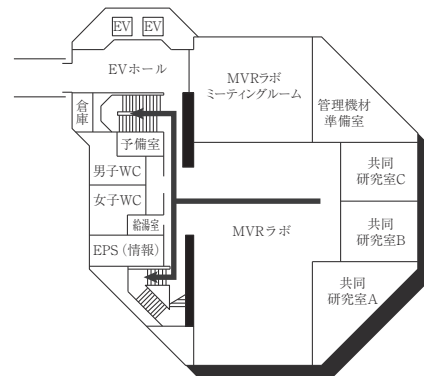 EV
EV
EVホール
MVRラボ
ミーティングルーム
管理機材
準備室
倉庫
予備室
男子WC
共同
研究室C
女子WC
給湯室
MVRラボ
共同
研究室B
EPS（情報）
共同
研究室A